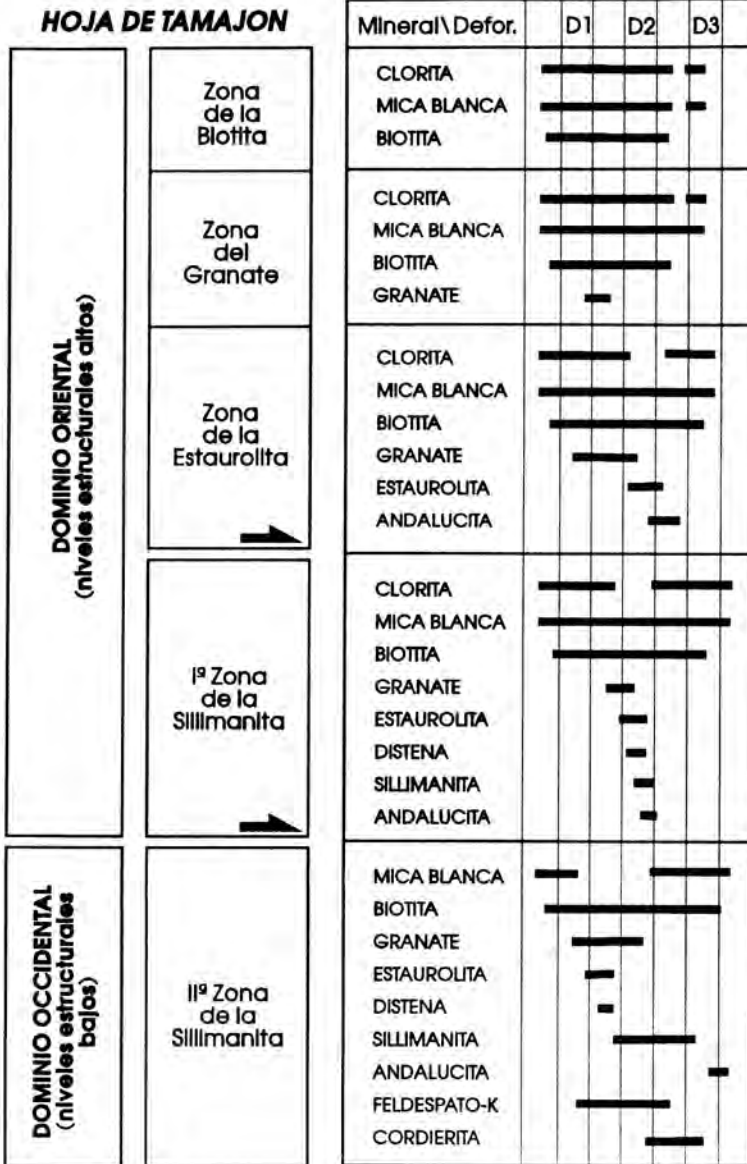 HOJA DE TAMAJON
Mineral\Defor. D1 D2 D3
DOMINIO ORIENTAL
(niveles estructurales altos)
Zona
de la
Biotita
CLORITA
MICA BLANCA
BIOTITA
Zona
del
Granate
CLORITA
MICA BLANCA
BIOTITA
GRANATE
Zona
de la
Estaurolita
CLORITA
MICA BLANCA
BIOTITA
GRANATE
ESTAUROLITA
ANDALUCITA
Iª Zona
de la
Sillimanita
CLORITA
MICA BLANCA
BIOTITA
GRANATE
ESTAUROLITA
DISTENA
SILLIMANITA
ANDALUCITA
DOMINIO OCCIDENTAL
(niveles estructurales
bajos)
IIª Zona
de la
Sillimanita
MICA BLANCA
BIOTITA
GRANATE
ESTAUROLITA
DISTENA
SILLIMANITA
ANDALUCITA
FELDESPATO-K
CORDIERITA